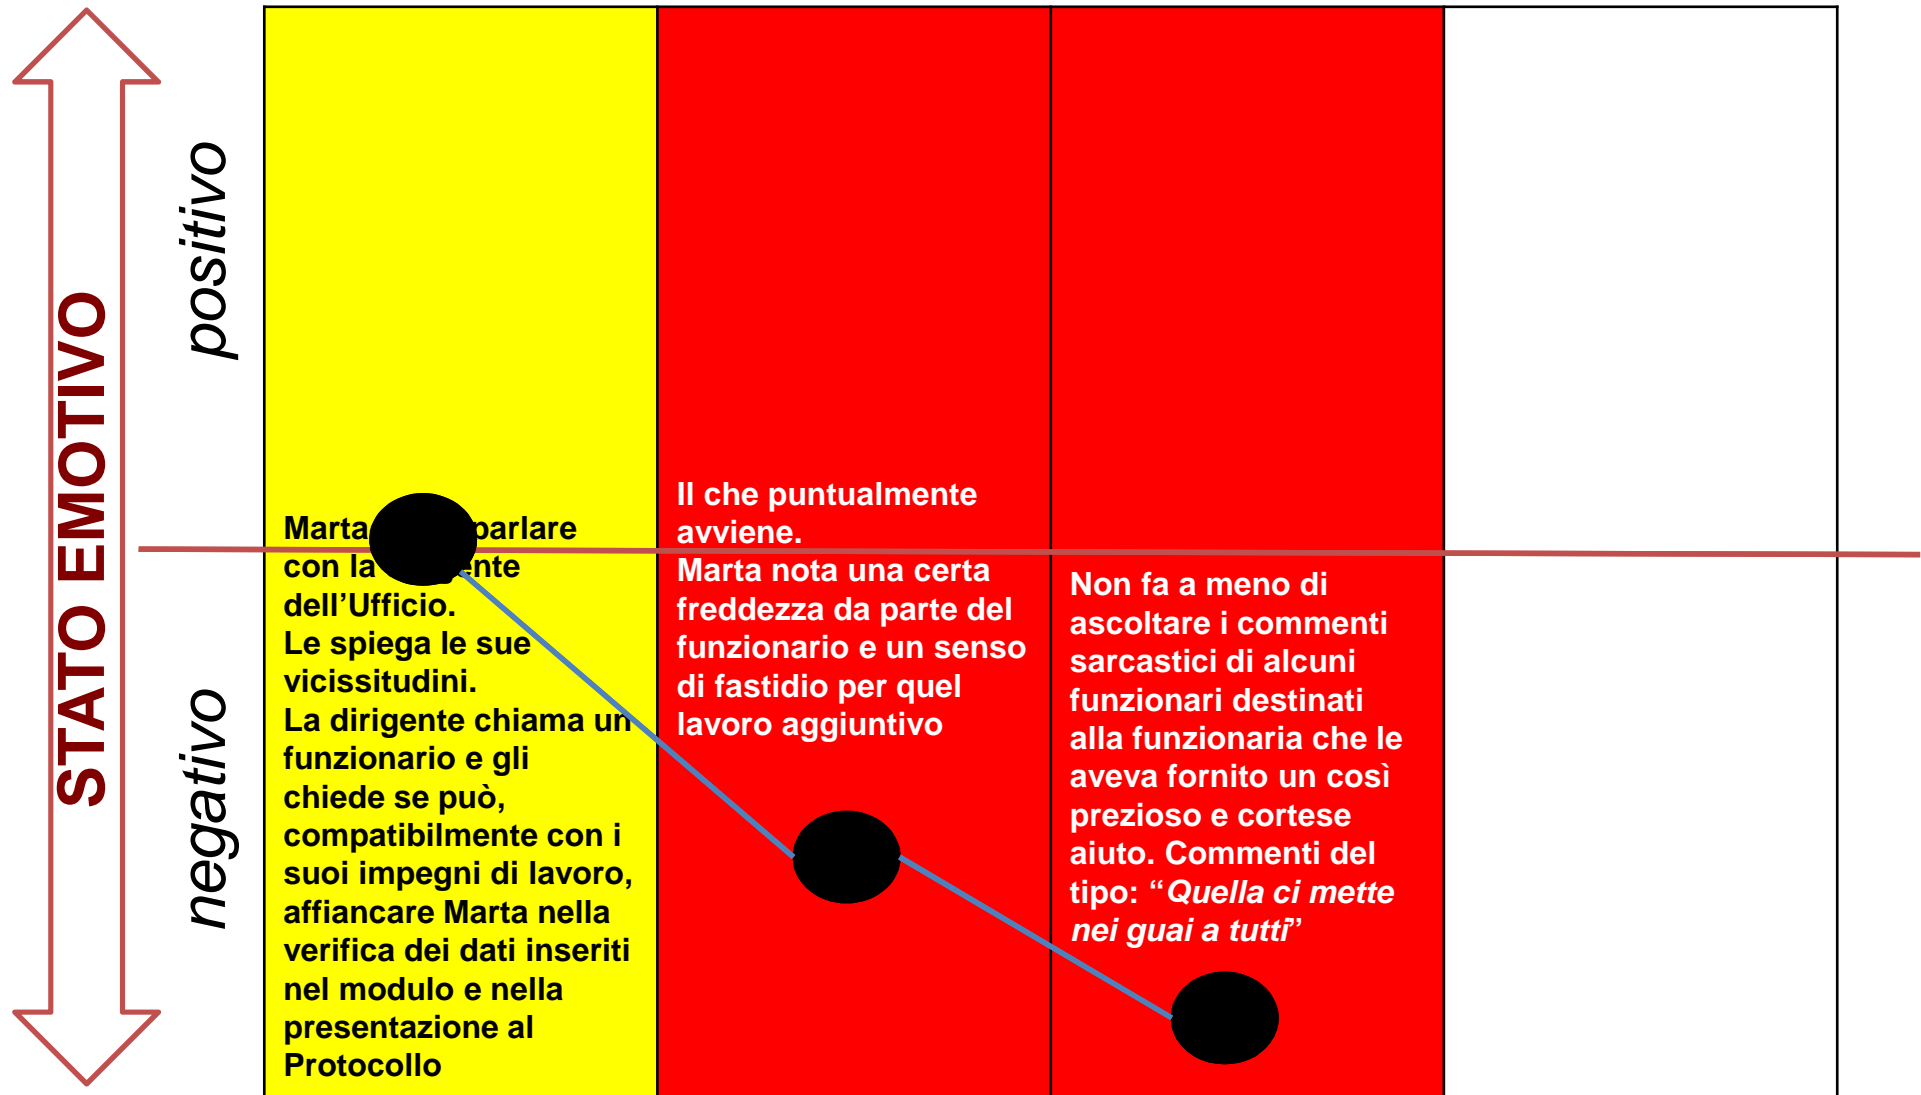 STATO EMOTIVO
positivo
negativo
Marta parlare
con la
dell’Ufficio.
Le spiega le sue
vicissitudini.
La dirigente chiama un
funzionario e gli
chiede se può,
compatibilmente con i
suoi impegni di lavoro,
affiancare Marta nella
verifica dei dati inseriti
nel modulo e nella
presentazione al
Protocollo
Il che puntualmente
avviene.
Marta nota una certa
freddezza da parte del
funzionario e un senso
di fastidio per quel
lavoro aggiuntivo
Non fa a meno di
ascoltare i commenti
sarcastici di alcuni
funzionari destinati
alla funzionaria che le
aveva fornito un così
prezioso e cortese
aiuto. Commenti del
tipo: “Quella ci mette
nei guai a tutti”